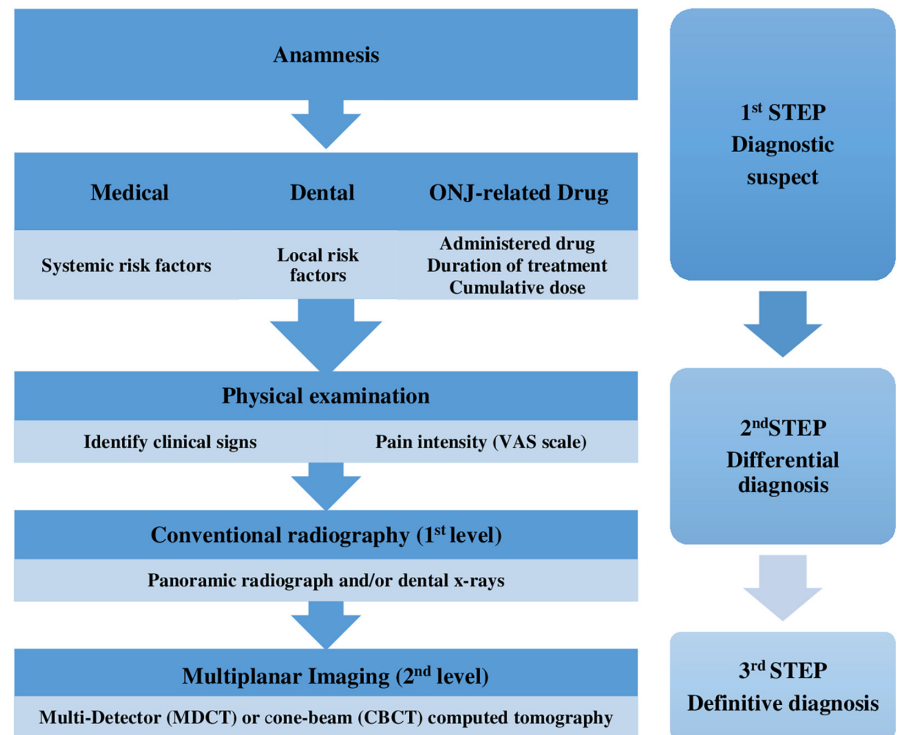 Anamnesis
Medical
Dental
ONJ-related Drug
Systemic risk factors
Local risk
factors
Administered drug
Duration of treatment
Cumulative dose
Physical examination
Identify clinical signs
Pain intensity (VAS scale)
Conventional radiography (1st level)
Panoramic radiograph and/or dental x-rays
Multiplanar Imaging (2nd level)
Multi-Detector (MDCT) or cone-beam (CBCT) computed tomography
1st STEP
Diagnostic
suspect
2ndSTEP
Differential
diagnosis
3rd STEP
Definitive diagnosis